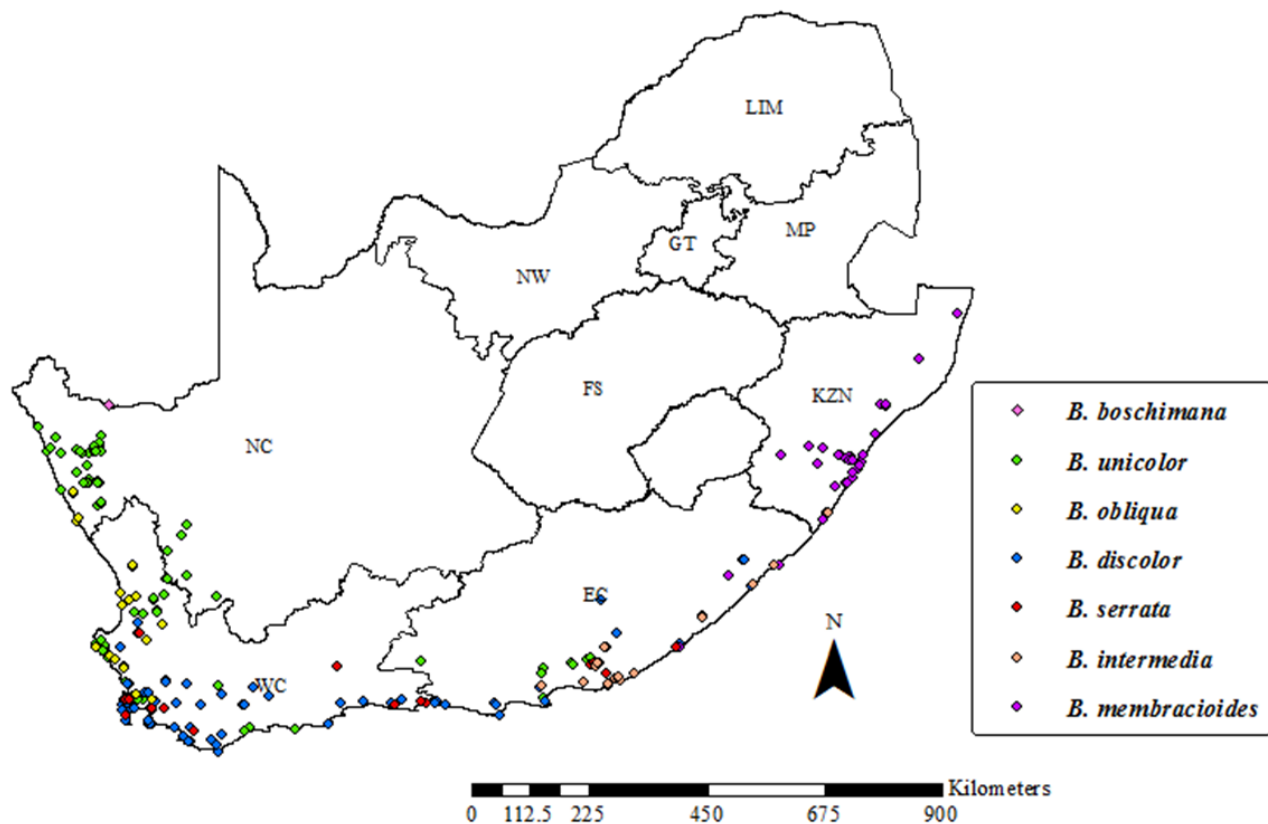 LIM
MP
GT
NW
FS
KZN
NC
EC
WC
B. boschimana
B. unicolor
B. obliqua
B. discolor
B. serrata
B. intermedia
B. membracioides
N
Kilometers
0 112.5 225 450 675 900